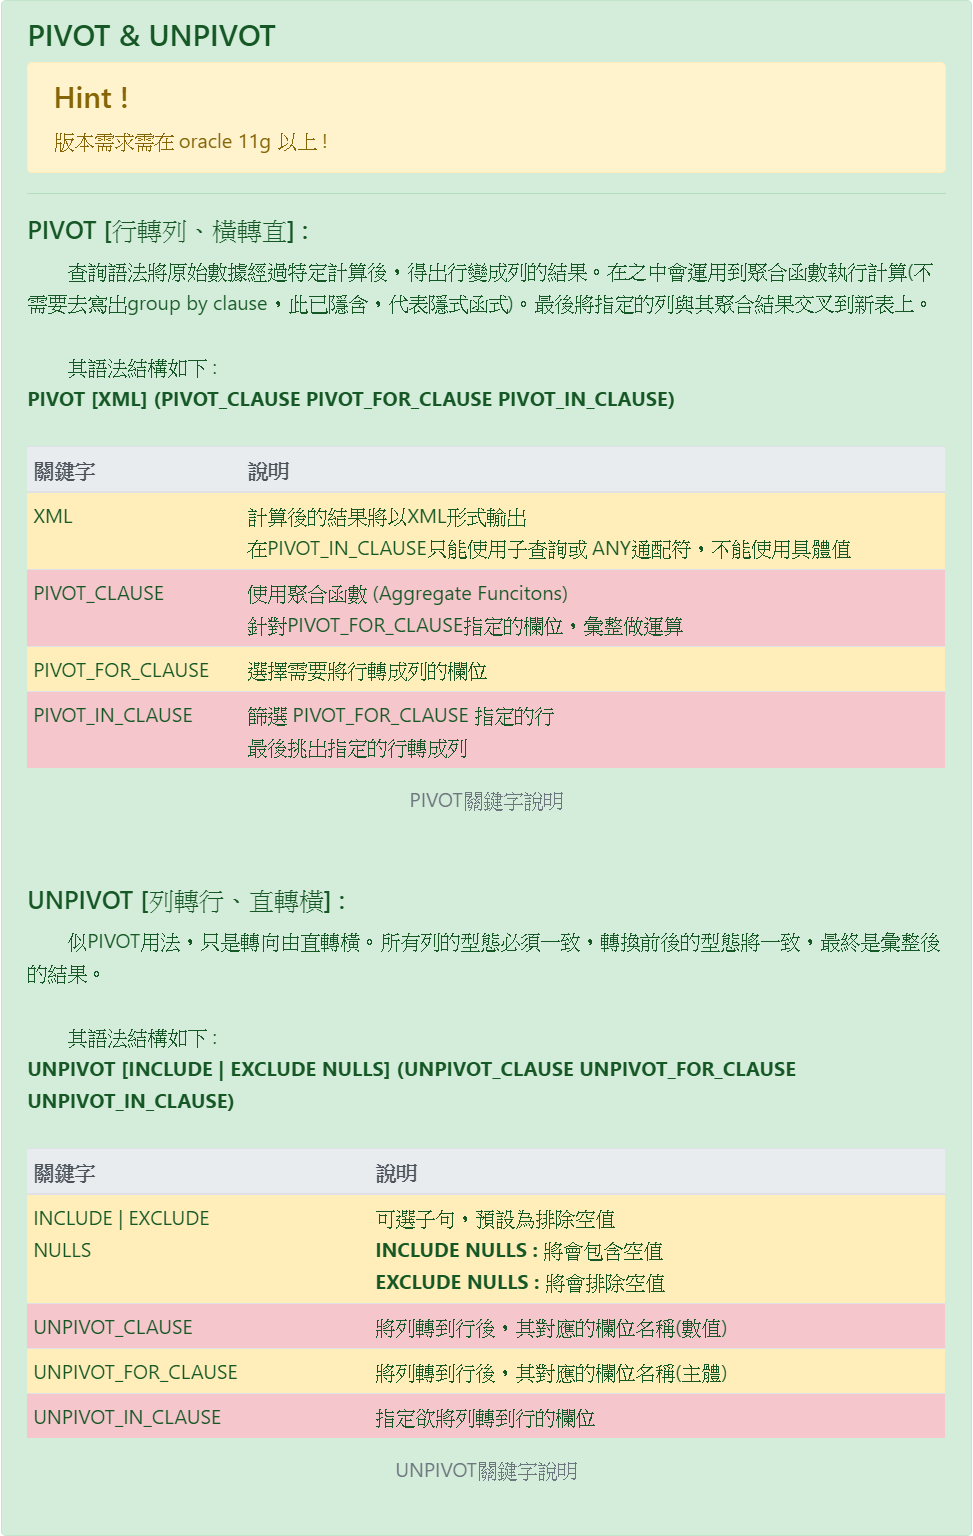 PIVOT & UNPIVOT
Hint !
版本需求需在 oracle 11g 以上 !
PIVOT [行轉列、橫轉直] :
查詢語法將原始數據經過特定計算後，得出行變成列的結果。在之中會運用到聚合函數執行計算(不
需要去寫出group by clause，此已隱含，代表隱式函式)。最後將指定的列與其聚合結果交叉到新表上。
其語法結構如下 :
PIVOT [XML] (PIVOT_CLAUSE PIVOT_FOR_CLAUSE PIVOT_IN_CLAUSE)
關鍵字 說明
XML 計算後的結果將以XML形式輸出
在PIVOT_IN_CLAUSE只能使用子查詢或 ANY通配符，不能使用具體值
PIVOT_CLAUSE 使用聚合函數 (Aggregate Funcitons)
針對PIVOT_FOR_CLAUSE指定的欄位，彙整做運算
PIVOT_FOR_CLAUSE 選擇需要將行轉成列的欄位
PIVOT_IN_CLAUSE 篩選 PIVOT_FOR_CLAUSE 指定的行
最後挑出指定的行轉成列
PIVOT關鍵字說明
UNPIVOT [列轉行、直轉橫] :
似PIVOT用法，只是轉向由直轉橫。所有列的型態必須一致，轉換前後的型態將一致，最終是彙整後
的結果。
其語法結構如下 :
UNPIVOT [INCLUDE | EXCLUDE NULLS] (UNPIVOT_CLAUSE UNPIVOT_FOR_CLAUSE
UNPIVOT_IN_CLAUSE)
關鍵字 說明
INCLUDE | EXCLUDE 可選子句，預設為排除空值
NULLS INCLUDE NULLS : 將會包含空值
EXCLUDE NULLS : 將會排除空值
UNPIVOT_CLAUSE 將列轉到行後，其對應的欄位名稱(數值)
UNPIVOT_FOR_CLAUSE 將列轉到行後，其對應的欄位名稱(主體)
UNPIVOT_IN_CLAUSE 指定欲將列轉到行的欄位
UNPIVOT關鍵字說明